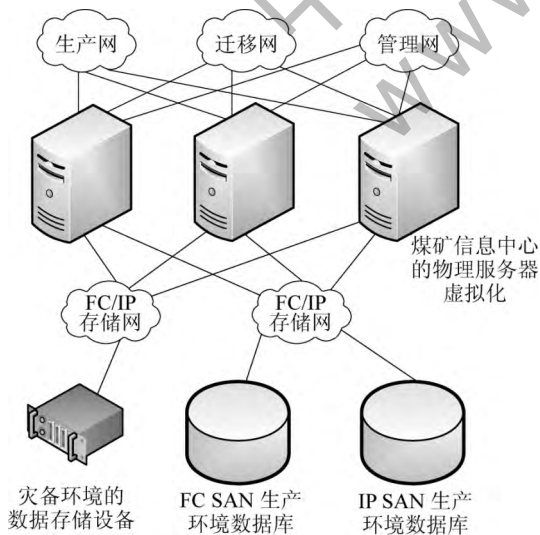 生产网
迁移网
管理网
煤矿信息中心
的物理服务器
虚拟化
FC/IP
存储网
FC/IP
存储网
灾备环境的
数据存储设备
FC SAN 生产
环境数据库
IP SAN 生产
环境数据库